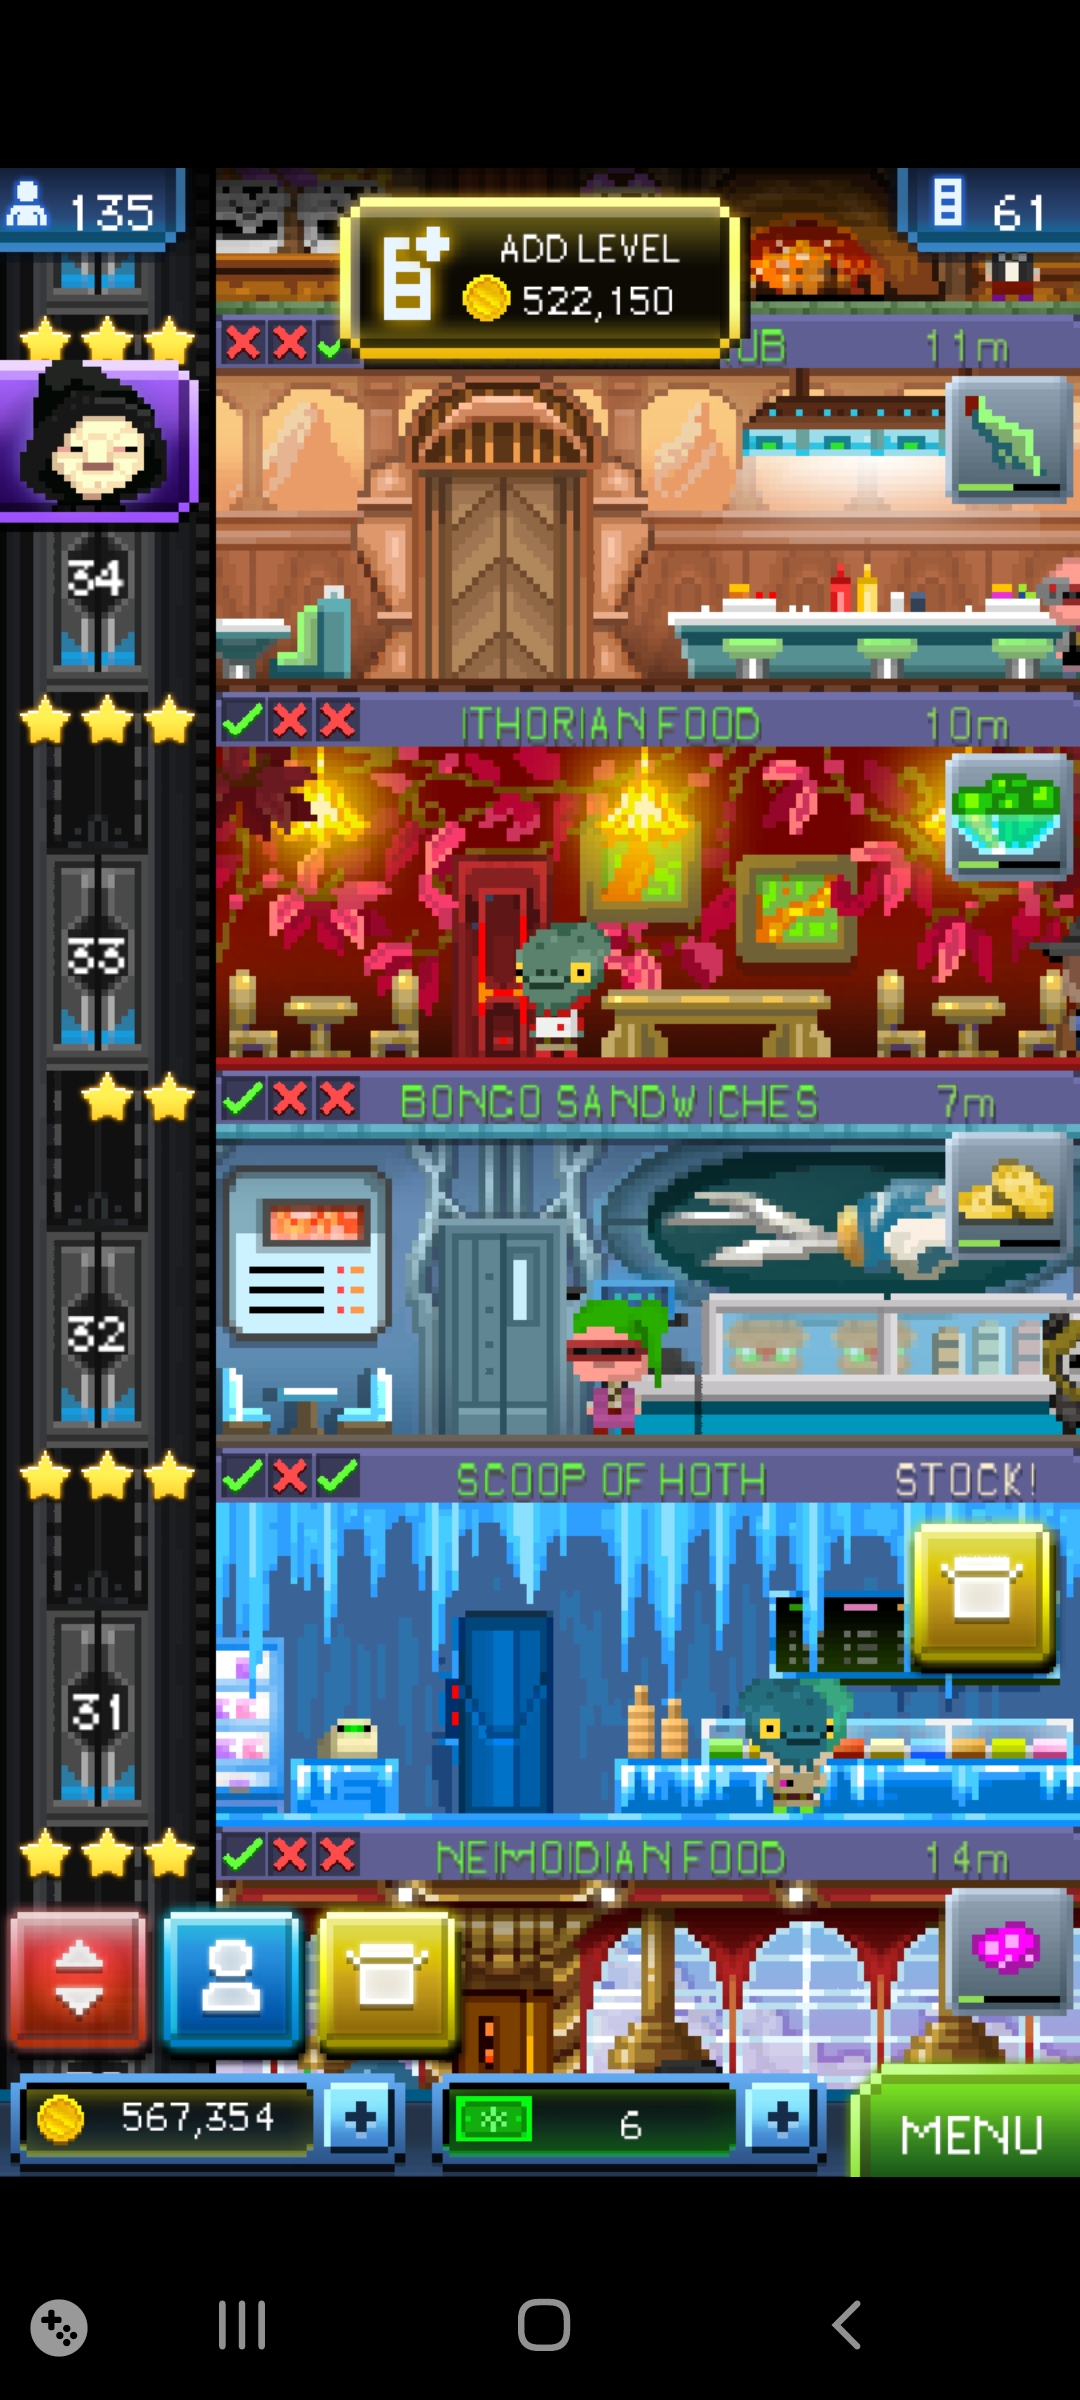 135
61
ADD LEVEL
522,150
UB 11m
34
ITHORIAN FOOD 10m
33
BONGO SANDWICHES 7m
32
SCOOP OF HOTH STOCK!
31
NEIMOIDIAN FOOD 14m
567,354
6
MENU